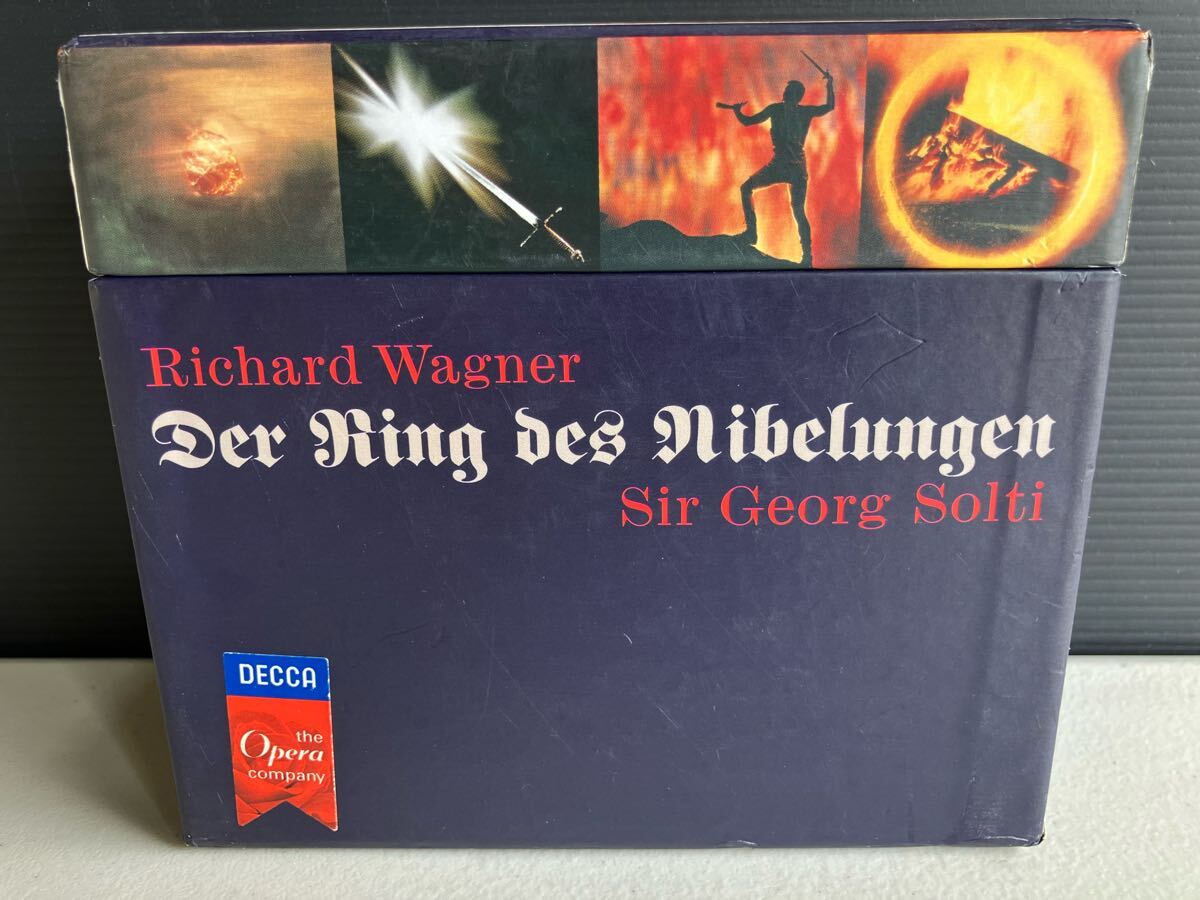 Richard Wagner
Der Ring des Nibelungen
Sir Georg Solti
DECCA
the
Opera
company